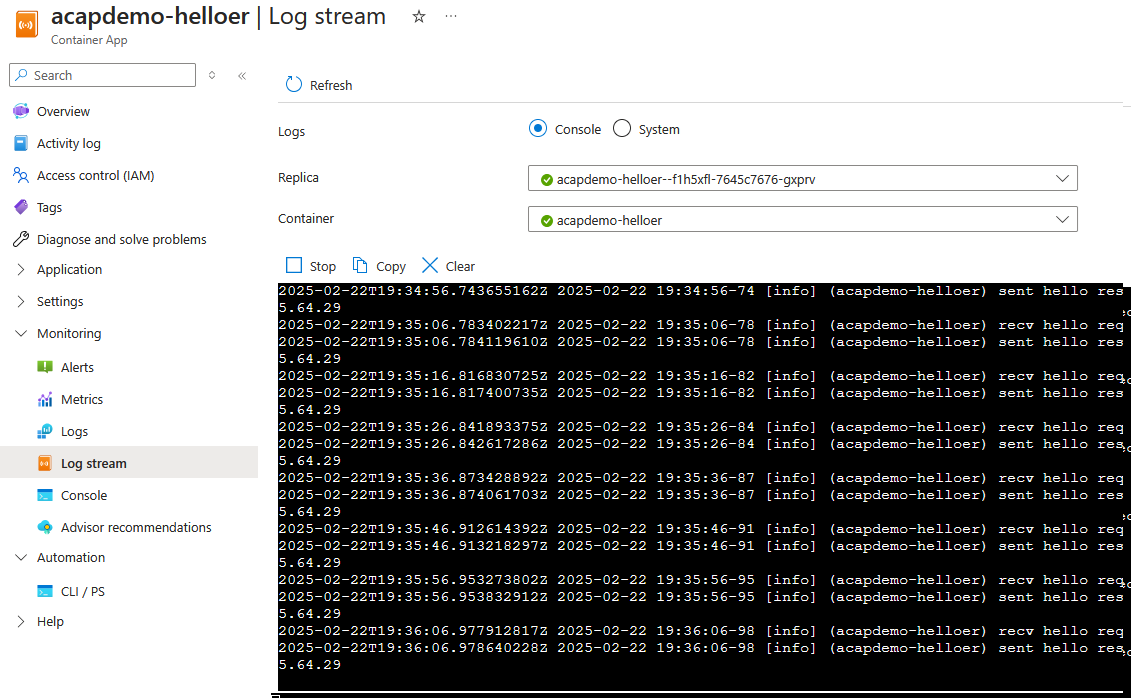 acapdemo-helloer | Log stream
Container App
Search
Overview
Activity log
Access control (IAM)
Tags
Diagnose and solve problems
Application
Settings
Monitoring
Alerts
Metrics
Logs
Log stream
Console
Advisor recommendations
Automation
CLI / PS
Help
Refresh
Logs
Console
System
Replica
acapdemo-helloer--f1h5xfl-7645c7676-gxprv
Container
acapdemo-helloer
Stop
Copy
Clear
2025-02-22T19:34:56.743655162Z 2025-02-22 19:34:56-74 [info] (acapdemo-helloer) sent hello res
5.64.29
2025-02-22T19:35:06.783402217Z 2025-02-22 19:35:06-78 [info] (acapdemo-helloer) recv hello req
2025-02-22T19:35:06.784119610Z 2025-02-22 19:35:06-78 [info] (acapdemo-helloer) sent hello res
5.64.29
2025-02-22T19:35:16.816830725Z 2025-02-22 19:35:16-82 [info] (acapdemo-helloer) recv hello req
2025-02-22T19:35:16.817400735Z 2025-02-22 19:35:16-82 [info] (acapdemo-helloer) sent hello res
5.64.29
2025-02-22T19:35:26.841893375Z 2025-02-22 19:35:26-84 [info] (acapdemo-helloer) recv hello req
2025-02-22T19:35:26.842617286Z 2025-02-22 19:35:26-84 [info] (acapdemo-helloer) sent hello res
5.64.29
2025-02-22T19:35:36.873428892Z 2025-02-22 19:35:36-87 [info] (acapdemo-helloer) recv hello req
2025-02-22T19:35:36.874061703Z 2025-02-22 19:35:36-87 [info] (acapdemo-helloer) sent hello res
5.64.29
2025-02-22T19:35:46.912614392Z 2025-02-22 19:35:46-91 [info] (acapdemo-helloer) recv hello req
2025-02-22T19:35:46.913218297Z 2025-02-22 19:35:46-91 [info] (acapdemo-helloer) sent hello res
5.64.29
2025-02-22T19:35:56.953273802Z 2025-02-22 19:35:56-95 [info] (acapdemo-helloer) recv hello req
2025-02-22T19:35:56.953832912Z 2025-02-22 19:35:56-95 [info] (acapdemo-helloer) sent hello res
5.64.29
2025-02-22T19:36:06.977912817Z 2025-02-22 19:36:06-98 [info] (acapdemo-helloer) recv hello req
2025-02-22T19:36:06.978640228Z 2025-02-22 19:36:06-98 [info] (acapdemo-helloer) sent hello res
5.64.29